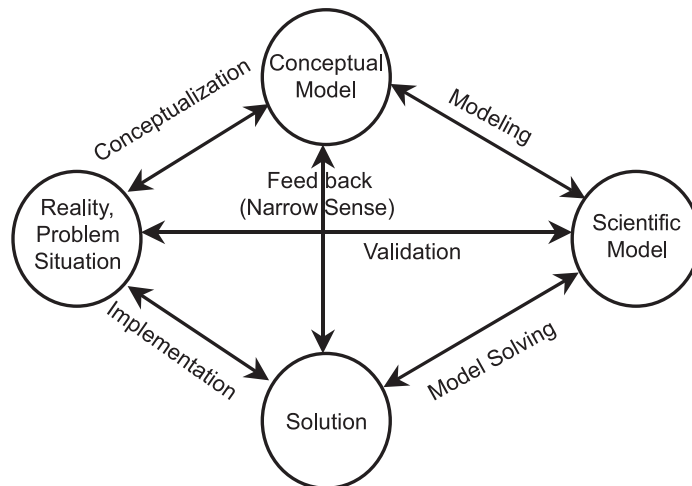 Conceptual
Model
Conceptualization
Modeling
Feed back
(Narrow Sense)
Reality,
Problem
Situation
Scientific
Model
Validation
Implementation
Model Solving
Solution